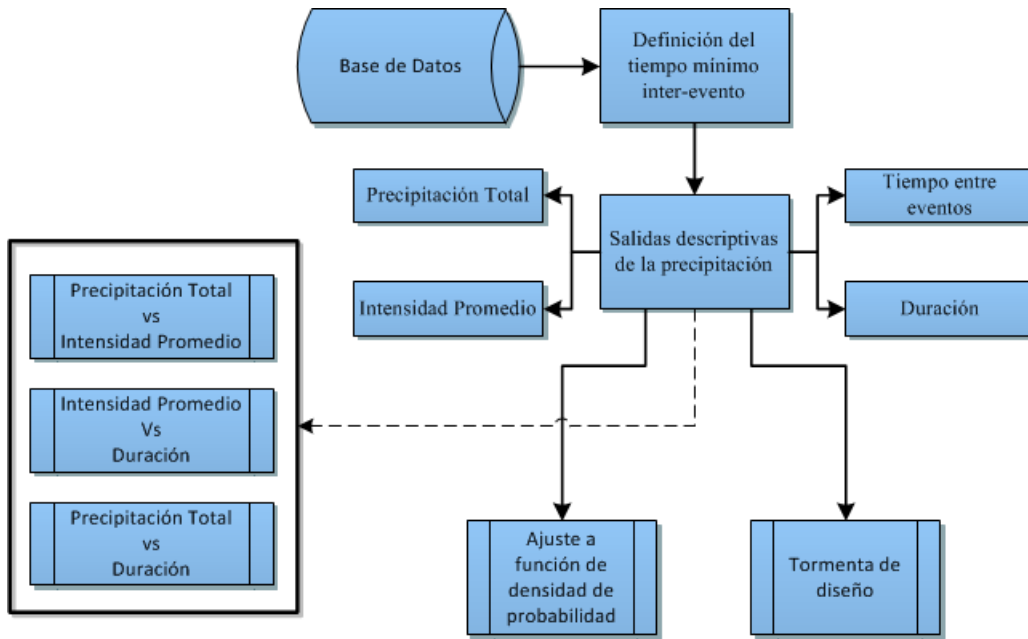 Base de Datos
Definición del
tiempo mínimo
inter-evento
Precipitación Total
Tiempo entre
eventos
Salidas descriptivas
de la precipitación
Intensidad Promedio
Duración
Precipitación Total
vs
Intensidad Promedio
Intensidad Promedio
Vs
Duración
Precipitación Total
vs
Duración
Ajuste a
función de
densidad de
probabilidad
Tormenta de
diseño